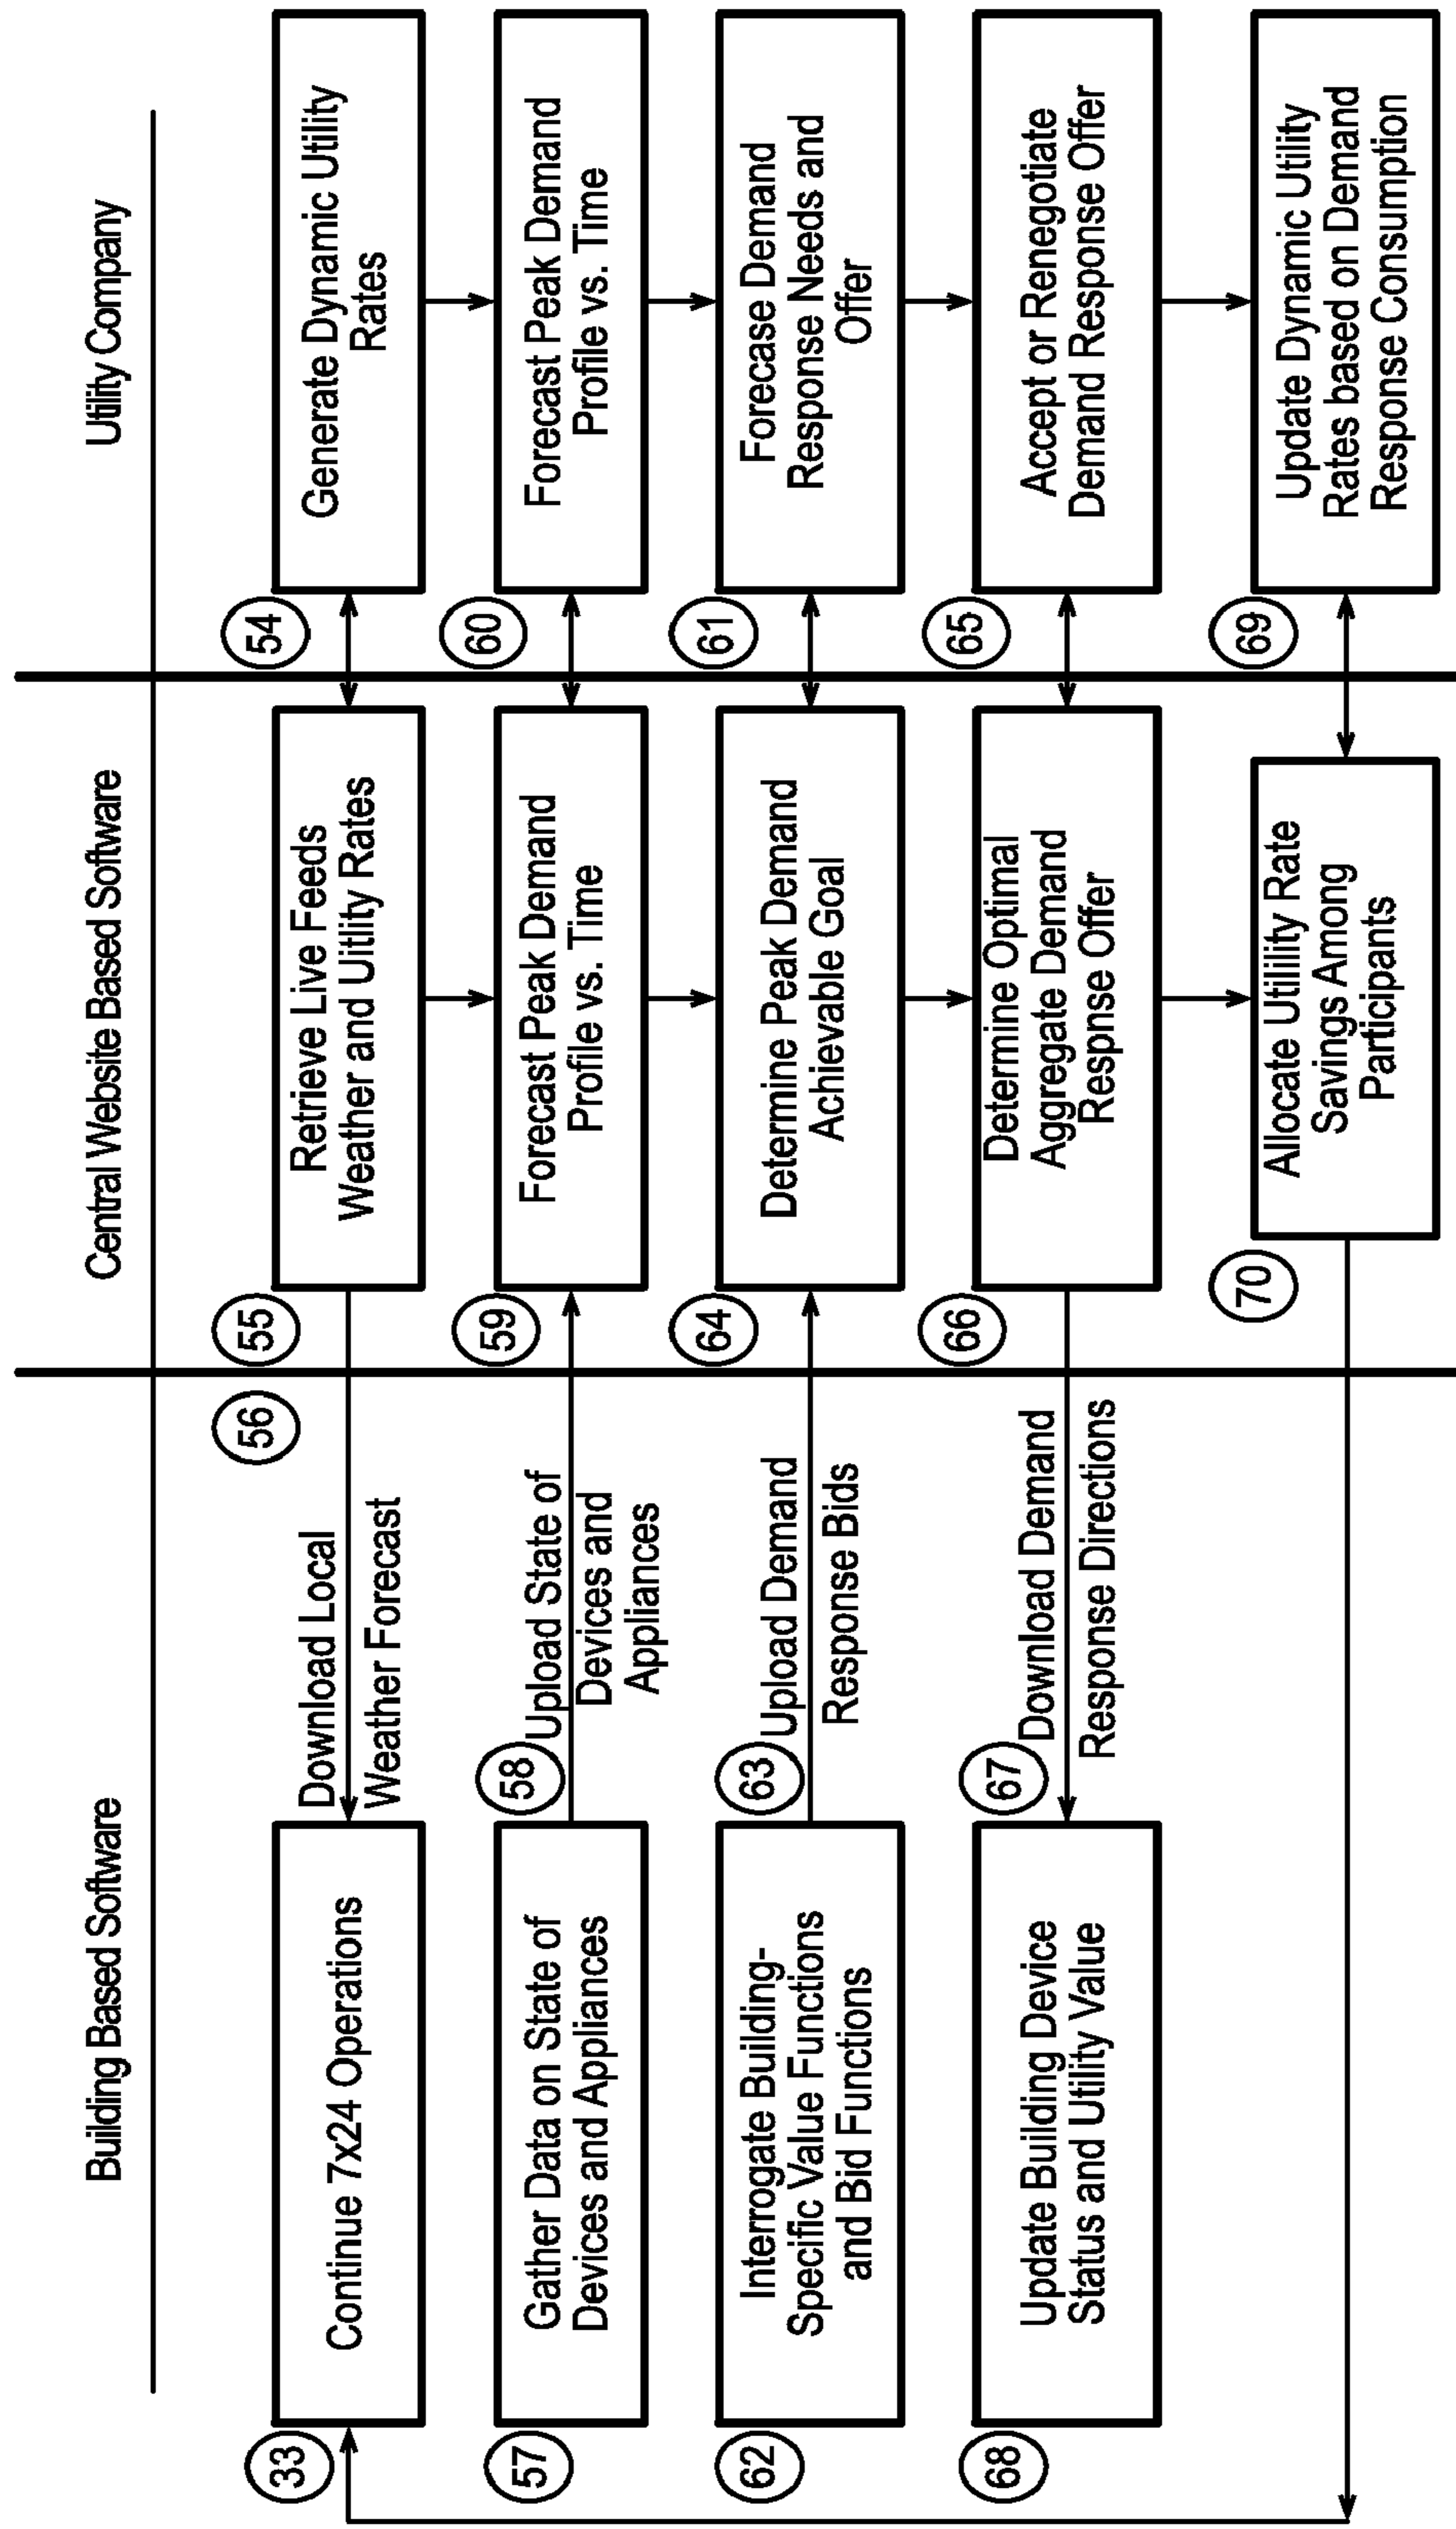 Building Based Software
Central Website Based Software
Utility Company
33
Continue 7x24 Operations
56
Download Local
Weather Forecast
55
Retrieve Live Feeds
Weather and Uitlity Rates
54
Generate Dynamic Utility
Rates
57
Gather Data on State of
Devices and Appliances
58
Upload State of
Devices and
Appliances
59
Forecast Peak Demand
Profile vs. Time
60
Forecast Peak Demand
Profile vs. Time
62
Interrogate Building-
Specific Value Functions
and Bid Functions
63
Upload Demand
Response Bids
64
Determine Peak Demand
Achievable Goal
61
Forecase Demand
Response Needs and
Offer
68
Update Building Device
Status and Utility Value
67
Download Demand
Response Directions
66
Determine Optimal
Aggregate Demand
Respnse Offer
65
Accept or Renegotiate
Demand Response Offer
70
Allocate Utillity Rate
Savings Among
Participants
69
Update Dynamic Utility
Rates based on Demand
Response Consumption